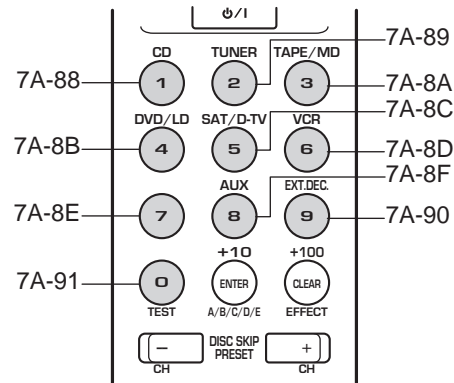 ⏻/I
CD TUNER TAPE/MD
7A-89
7A-88 1 2 3 7A-8A
7A-8C
DVD/LD SAT/D-TV VCR
7A-8B 4 5 6 7A-8D
7A-8F
AUX EXT.DEC.
7A-8E 7 8 9 7A-90
+10 +100
7A-91 0 ENTER CLEAR
TEST A/B/C/D/E EFFECT
− DISC SKIP +
PRESET
CH CH